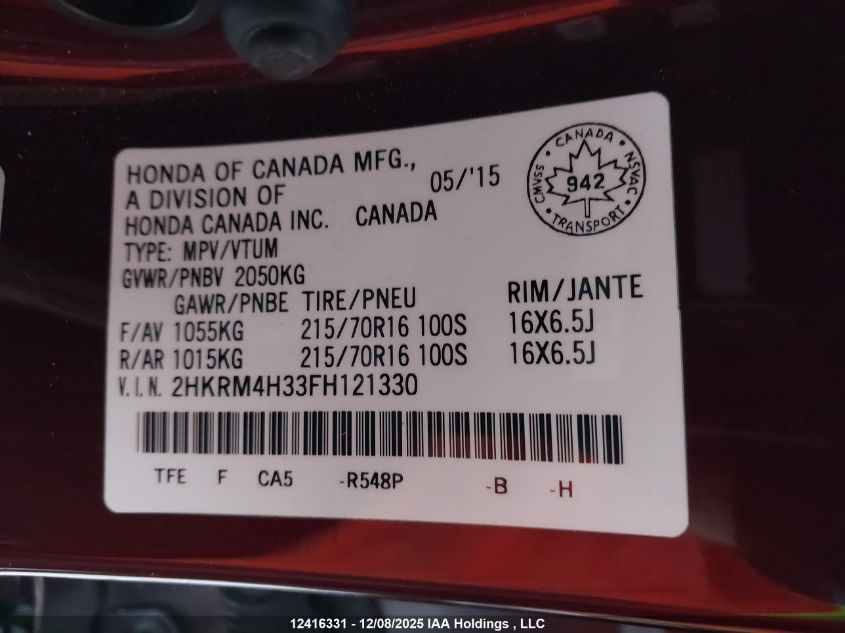 HONDA OF CANADA MFG.,
A DIVISION OF
05/'15
HONDA CANADA INC. CANADA
CANADA
CMVSS
942
NSVAC
TRANSPORT
TYPE: MPV/VTUM
GVWR/PNBV 2050KG
GAWR/PNBE TIRE/PNEU RIM/JANTE
F/AV 1055KG 215/70R16 100S 16X6.5J
R/AR 1015KG 215/70R16 100S 16X6.5J
V.I.N. 2HKRM4H33FH121330
TFE F CA5 -R548P -B -H
12416331 - 12/08/2025 IAA Holdings , LLC